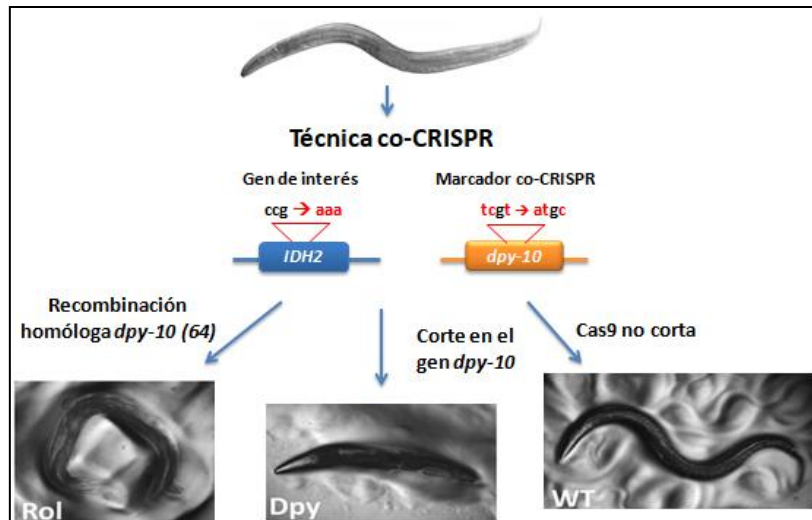 Técnica co-CRISPR
Gen de interés
Marcador co-CRISPR
ccg → aaa
tcgt → atgc
IDH2
dpy-10
Recombinación
homóloga dpy-10 (64)
Corte en el
gen dpy-10
Cas9 no corta
Rol
Dpy
WT